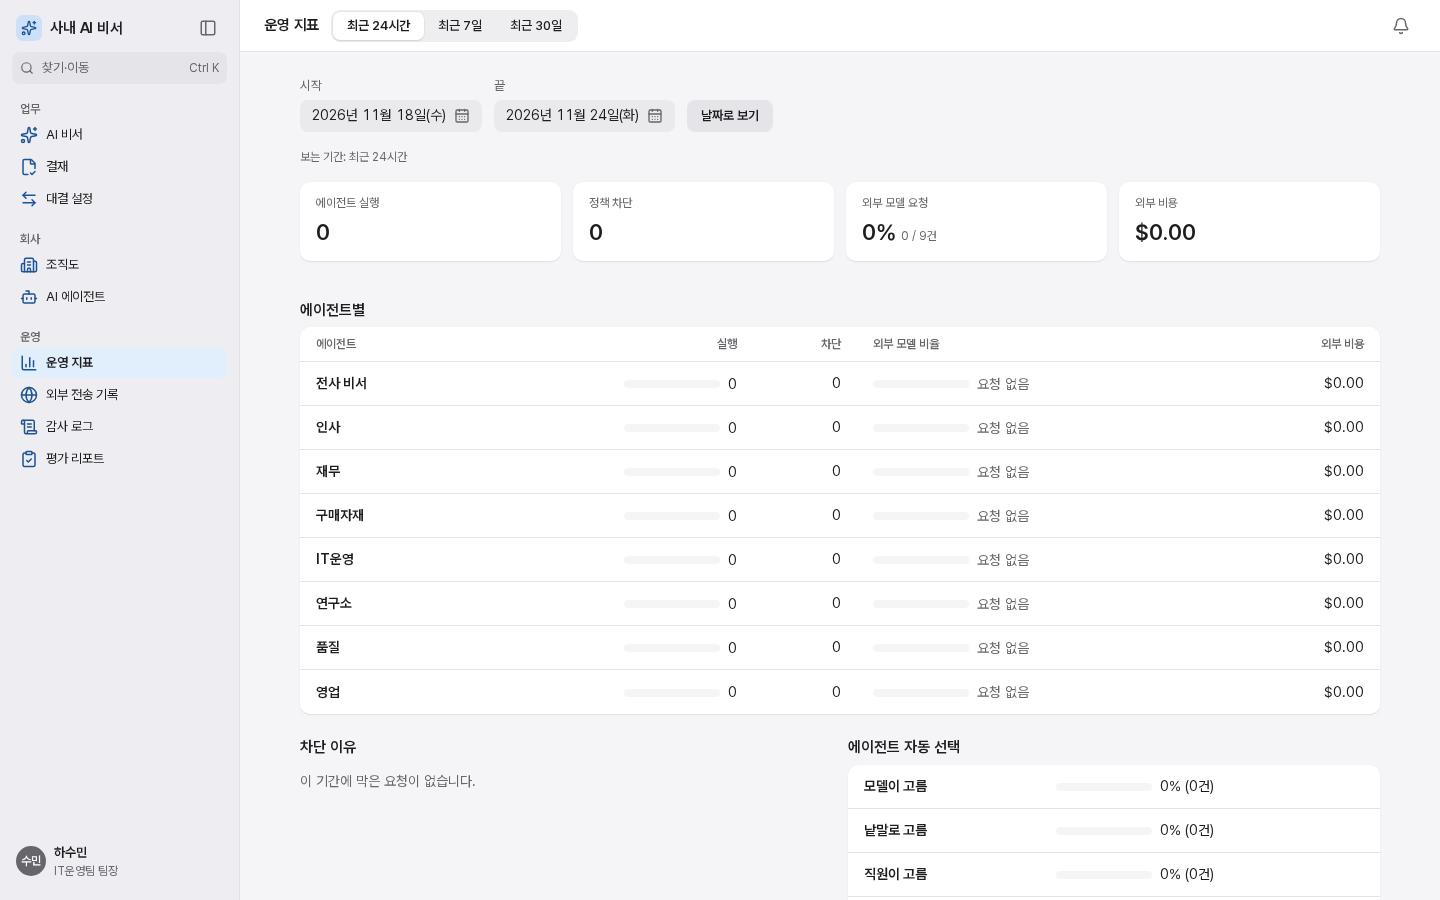 사내 AI 비서
찾기·이동 Ctrl K
업무
AI 비서
결재
대결 설정
회사
조직도
AI 에이전트
운영
운영 지표
외부 전송 기록
감사 로그
평가 리포트
수민 하수민
IT운영팀 팀장
운영 지표 최근 24시간 최근 7일 최근 30일
시작 끝
2026년 11월 18일(수) 2026년 11월 24일(화) 날짜로 보기
보는 기간: 최근 24시간
에이전트 실행 정책 차단 외부 모델 요청 외부 비용
0 0 0% 0 / 9건 $0.00
에이전트별
에이전트 실행 차단 외부 모델 비율 외부 비용
전사 비서 0 0 요청 없음 $0.00
인사 0 0 요청 없음 $0.00
재무 0 0 요청 없음 $0.00
구매자재 0 0 요청 없음 $0.00
IT운영 0 0 요청 없음 $0.00
연구소 0 0 요청 없음 $0.00
품질 0 0 요청 없음 $0.00
영업 0 0 요청 없음 $0.00
차단 이유
이 기간에 막은 요청이 없습니다.
에이전트 자동 선택
모델이 고름 0% (0건)
낱말로 고름 0% (0건)
직원이 고름 0% (0건)